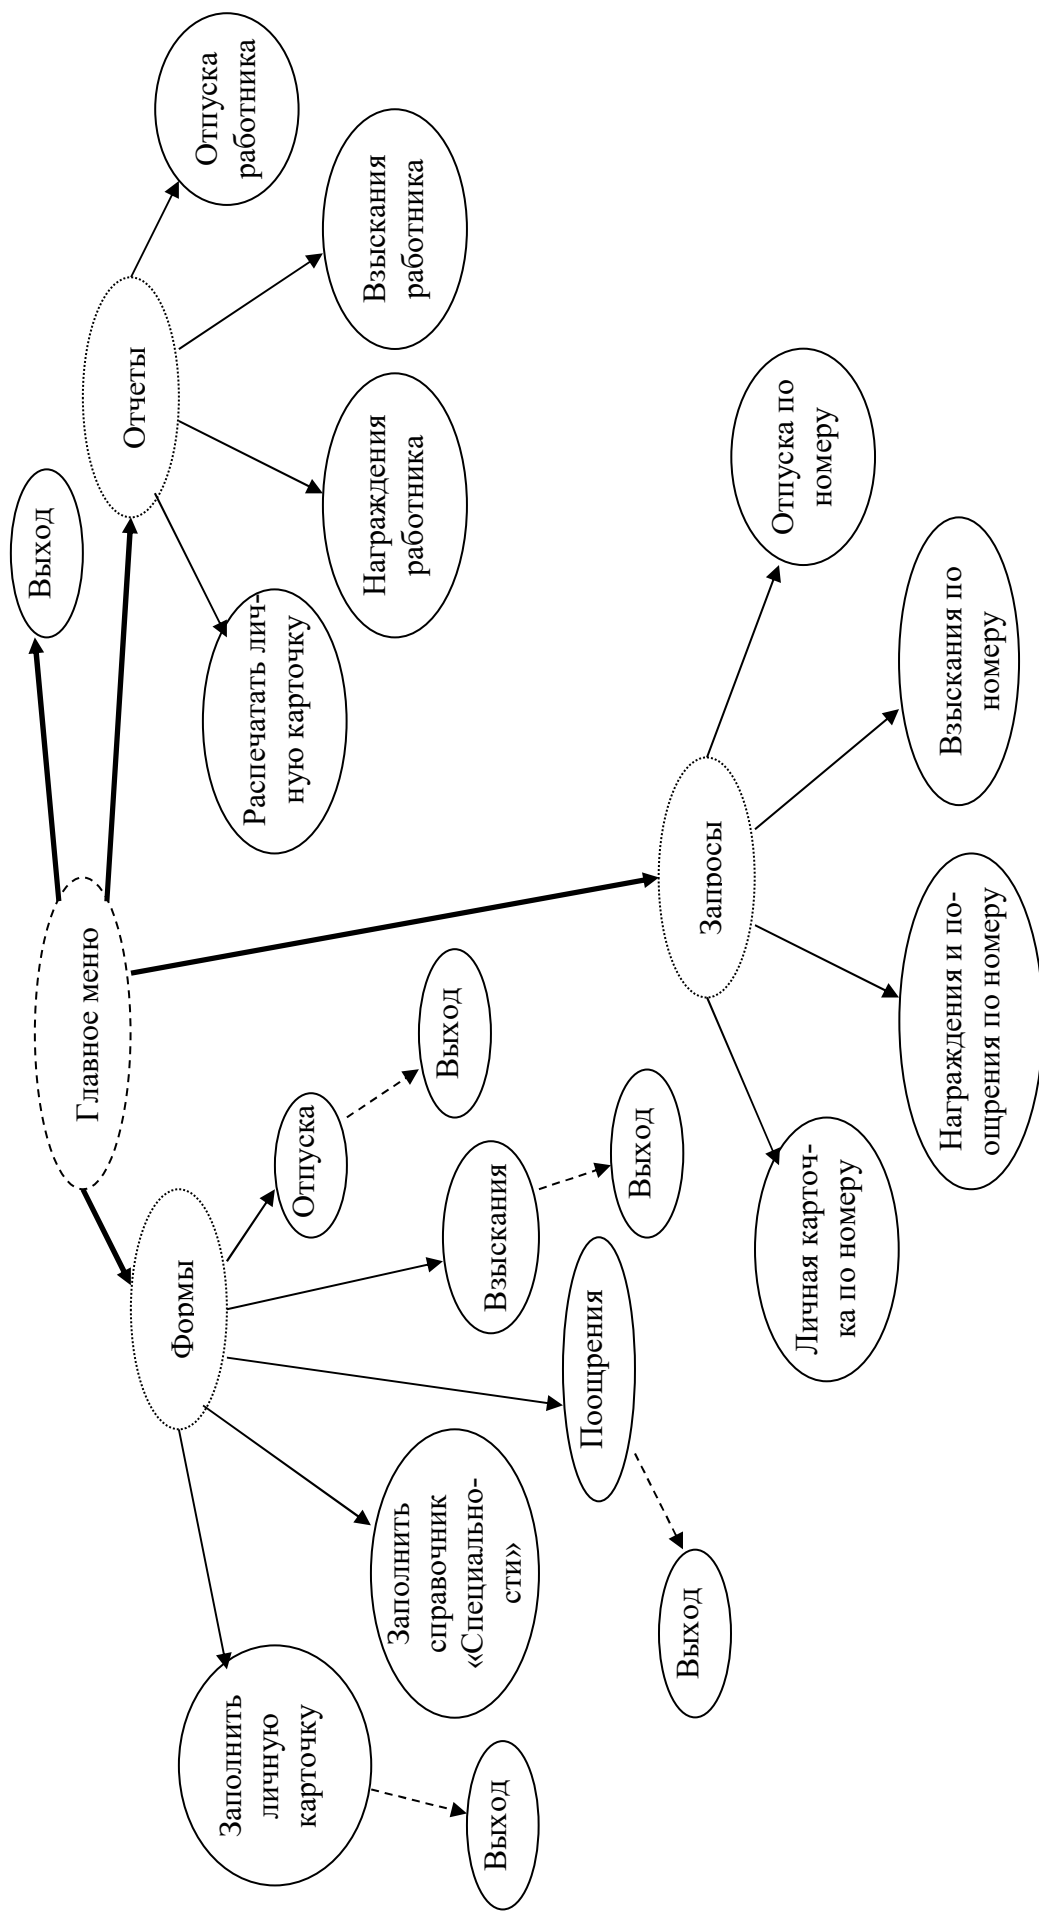 Главное меню
Выход
Формы
Отчеты
Запросы
Заполнить
личную
карточку
Выход
Заполнить
справочник
«Специально-
сти»
Поощрения
Выход
Взыскания
Выход
Отпуска
Выход
Распечатать лич-
ную карточку
Награждения
работника
Взыскания
работника
Отпуска
работника
Личная карточ-
ка по номеру
Награждения и по-
ощрения по номеру
Взыскания по
номеру
Отпуска по
номеру